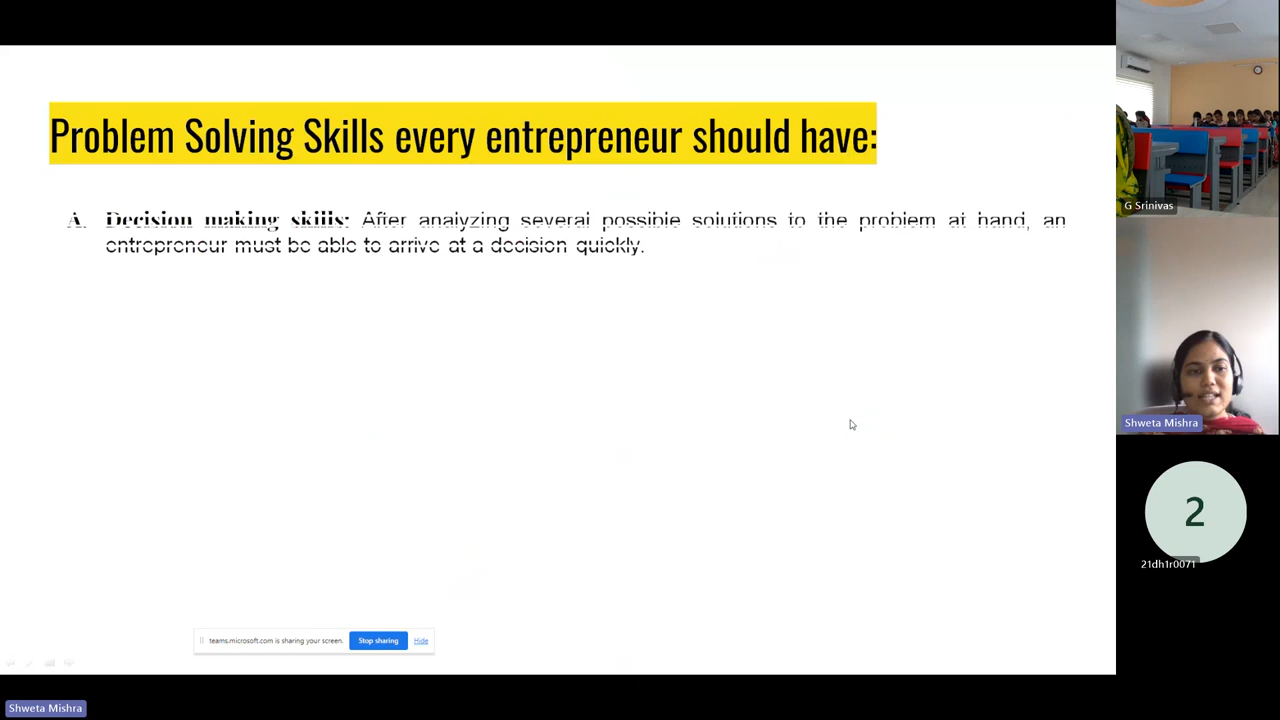 Problem Solving Skills every entrepreneur should have:
A. Decision making skills: After analyzing several possible solutions to the problem at hand, an
entrepreneur must be able to arrive at a decision quickly.
teams.microsoft.com is sharing your screen. Stop sharing Hide
G Srinivas
Shweta Mishra
2
21dh1r0071
Shweta Mishra